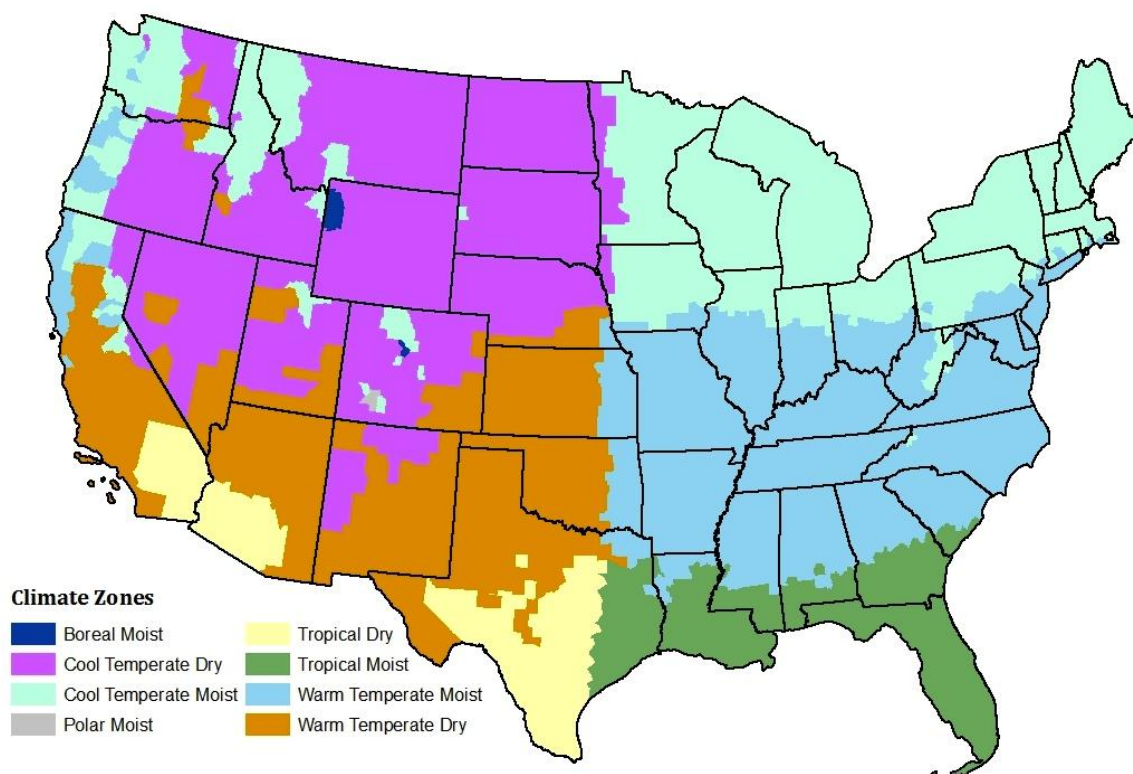 Climate Zones
Boreal Moist
Cool Temperate Dry
Cool Temperate Moist
Polar Moist
Tropical Dry
Tropical Moist
Warm Temperate Moist
Warm Temperate Dry